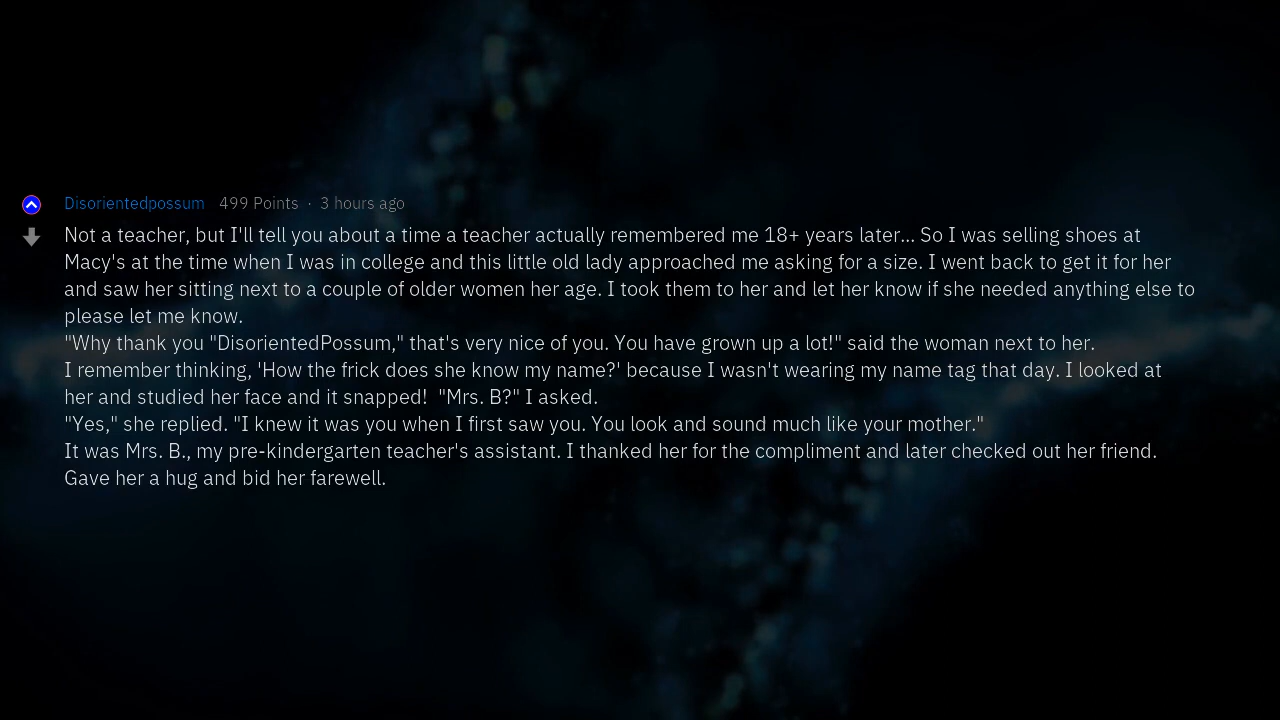 Disorientedpossum 499 Points · 3 hours ago
Not a teacher, but I'll tell you about a time a teacher actually remembered me 18+ years later... So I was selling shoes at
Macy's at the time when I was in college and this little old lady approached me asking for a size. I went back to get it for her
and saw her sitting next to a couple of older women her age. I took them to her and let her know if she needed anything else to
please let me know.
"Why thank you "DisorientedPossum," that's very nice of you. You have grown up a lot!" said the woman next to her.
I remember thinking, 'How the frick does she know my name?' because I wasn't wearing my name tag that day. I looked at
her and studied her face and it snapped!  "Mrs. B?" I asked.
"Yes," she replied. "I knew it was you when I first saw you. You look and sound much like your mother."
It was Mrs. B., my pre-kindergarten teacher's assistant. I thanked her for the compliment and later checked out her friend.
Gave her a hug and bid her farewell.